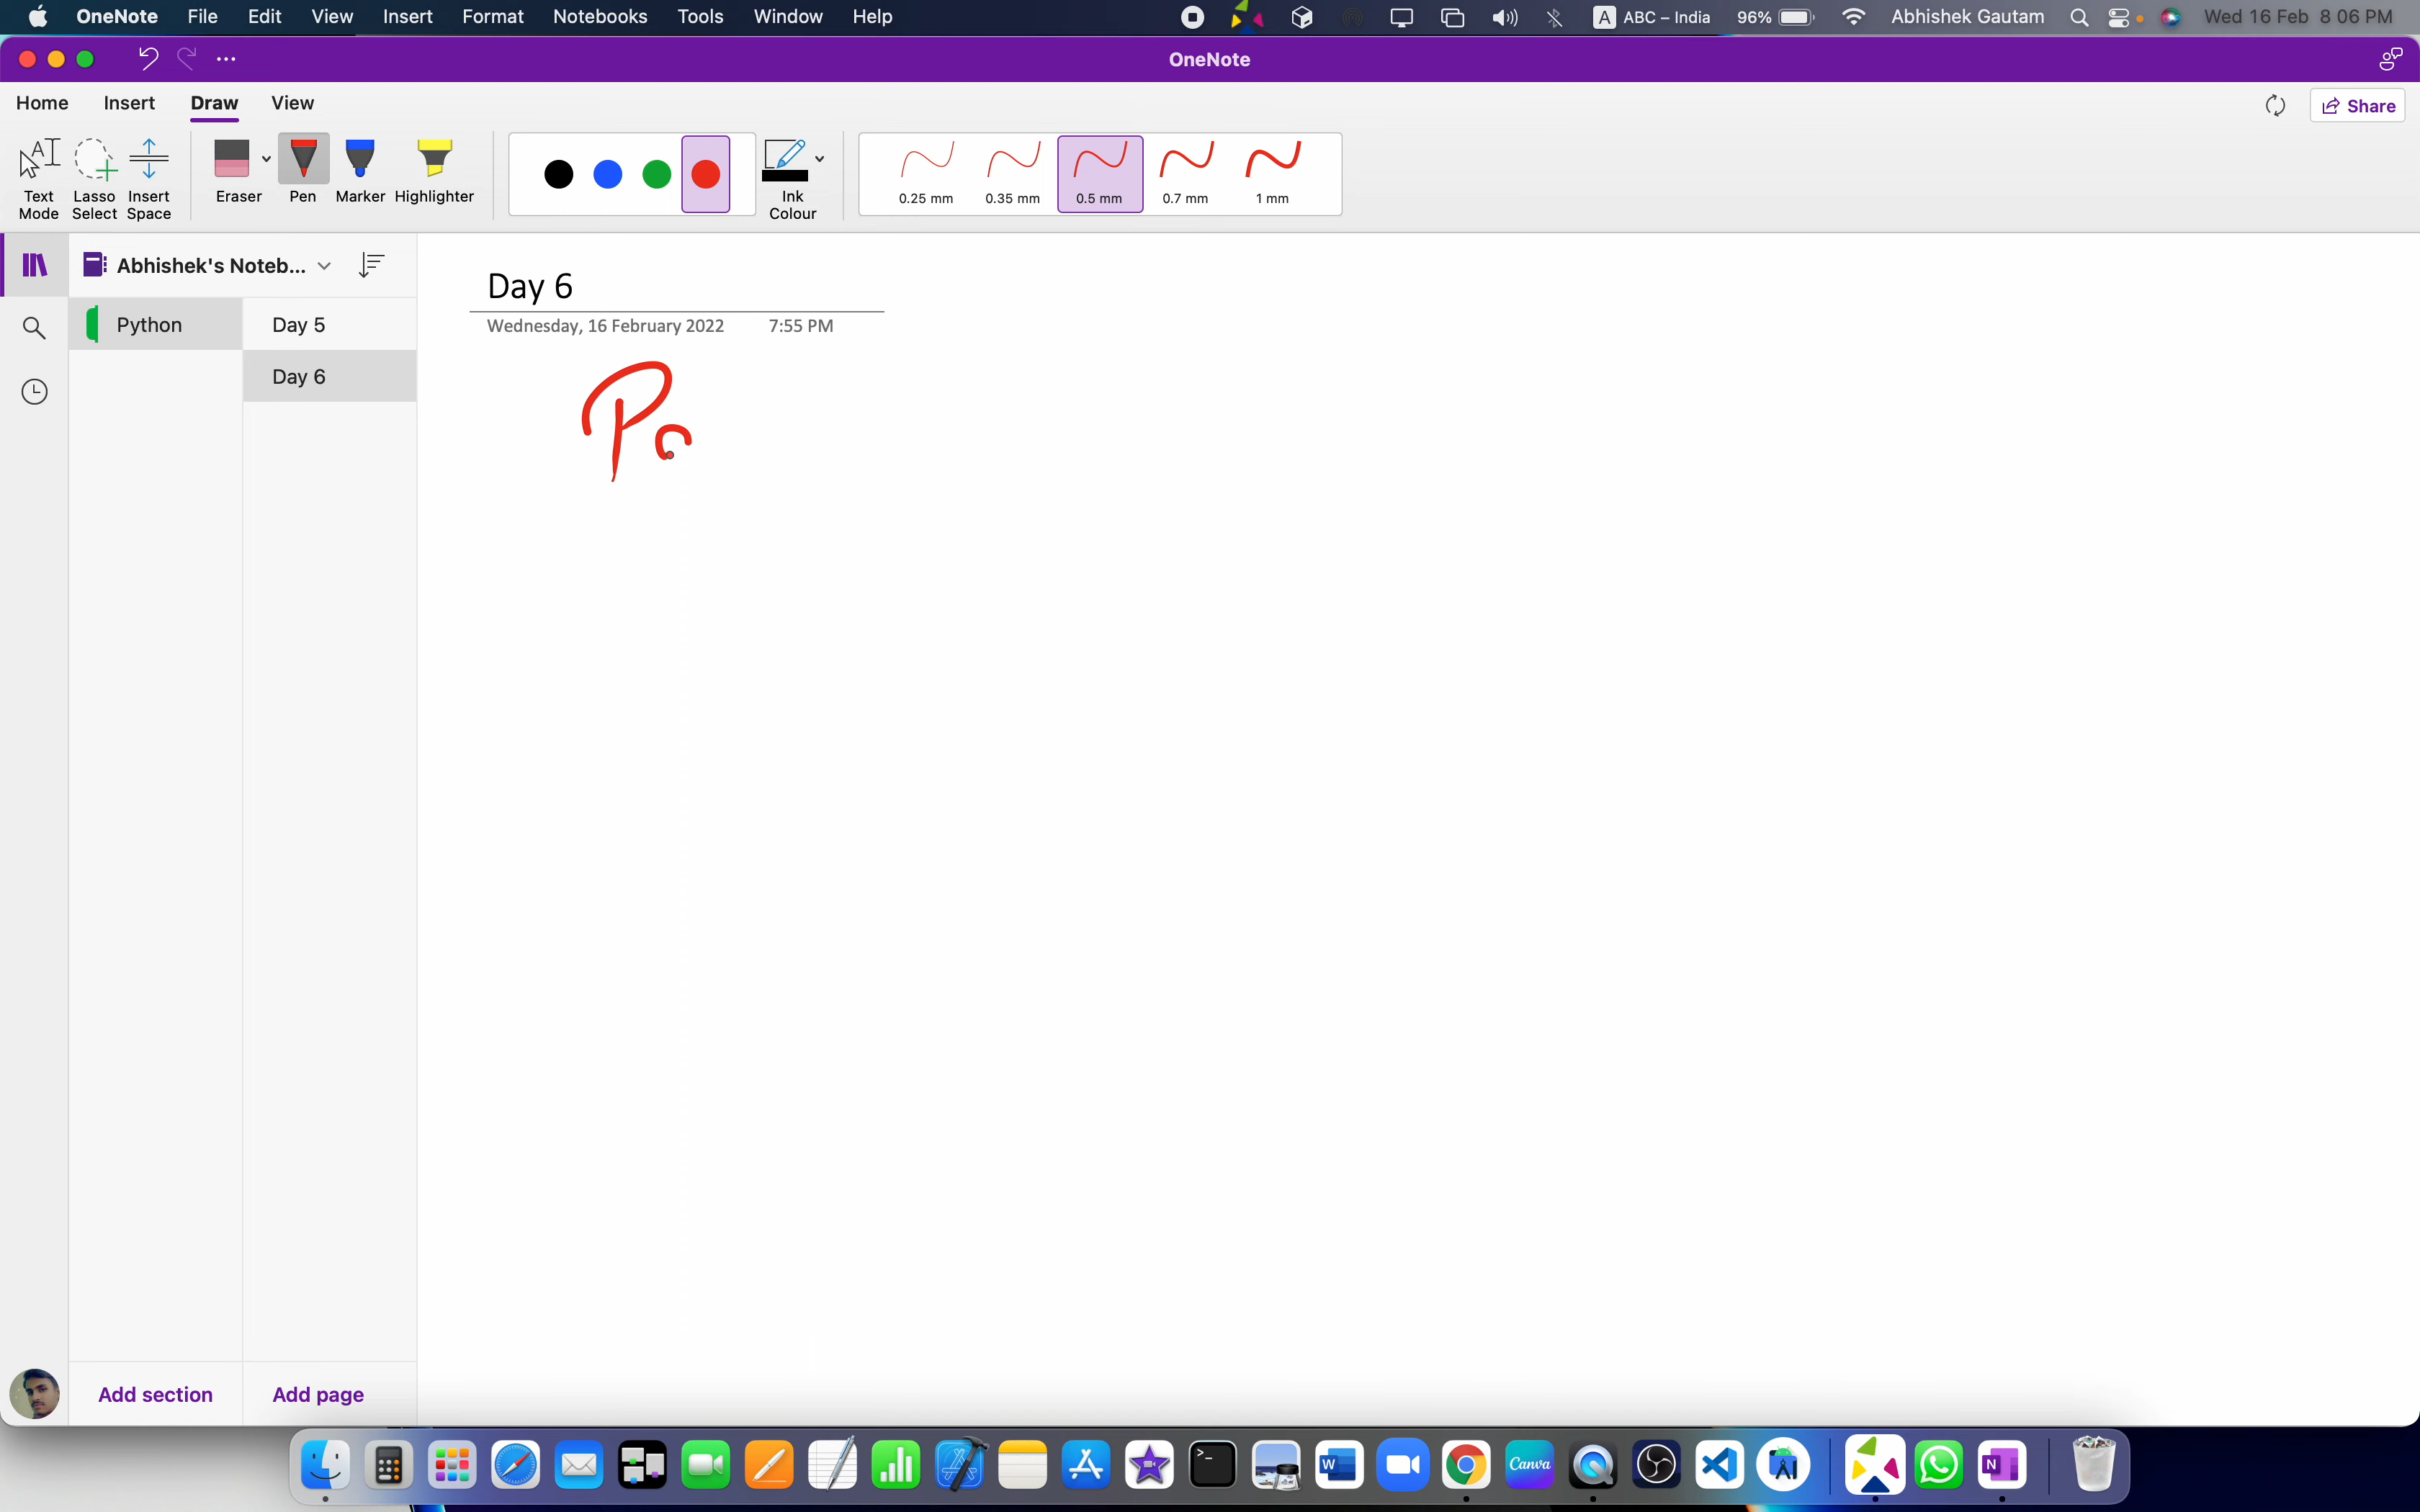 OneNote File Edit View Insert Format Notebooks Tools Window Help A ABC – India 96% Abhishek Gautam Wed 16 Feb 8 06 PM
OneNote
Home Insert Draw View Share
Text Mode Lasso Select Insert Space Eraser Pen Marker Highlighter Ink Colour 0.25 mm 0.35 mm 0.5 mm 0.7 mm 1 mm
Abhishek's Noteb...
Python
Day 5
Day 6
Day 6
Wednesday, 16 February 2022 7:55 PM
Add section Add page
W Canva N